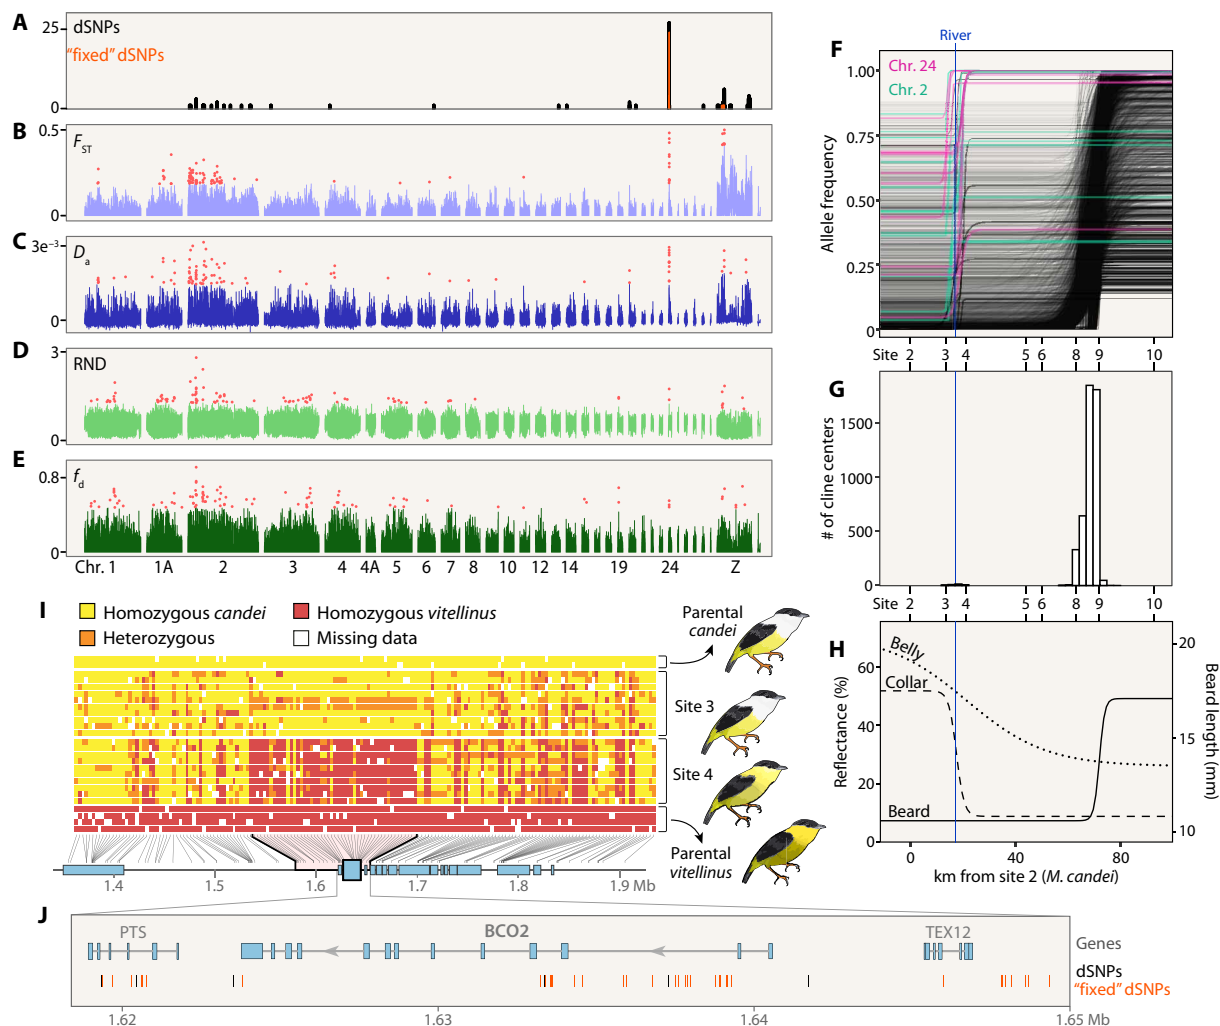 A
dSNPs
"fixed" dSNPs
25
0
B
FST
0.5
0
C
Da
3e⁻³
0
D
RND
3
0
E
fd
0.8
0
Chr. 1 1A 2 3 4 4A 5 6 7 8 10 12 14 19 24 Z
F
River
Chr. 24
Chr. 2
Allele frequency
1.00
0.75
0.50
0.25
0
Site 2 3 4 5 6 8 9 10
G
# of cline centers
1500
1000
500
0
Site 2 3 4 5 6 8 9 10
H
Belly
Collar
Beard
Reflectance (%)
60
40
20
0
Beard length (mm)
20
15
10
0 40 80
km from site 2 (M. candei)
I
Homozygous candei
Homozygous vitellinus
Heterozygous
Missing data
Parental
candei
Site 3
Site 4
Parental
vitellinus
1.4 1.5 1.6 1.7 1.8 1.9 Mb
J
PTS BCO2 TEX12
Genes
dSNPs
"fixed" dSNPs
1.62 1.63 1.64 1.65 Mb